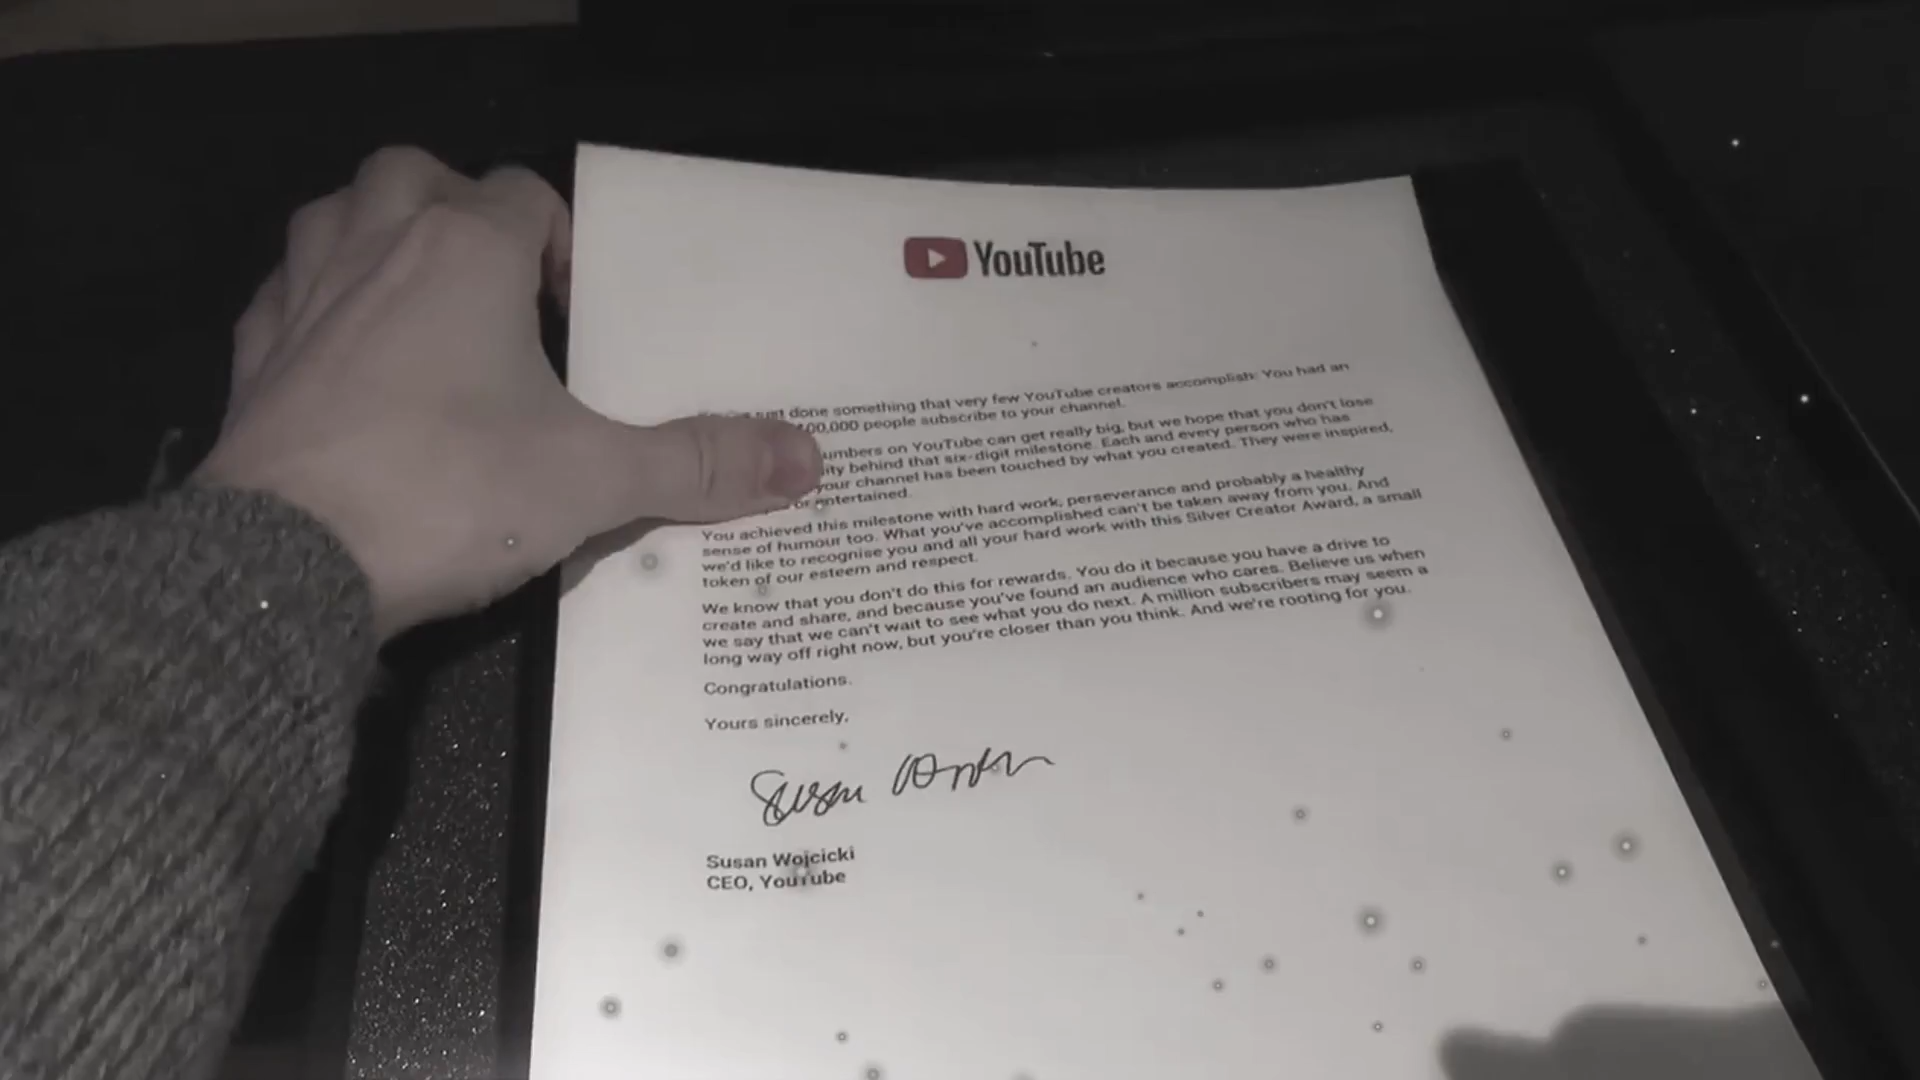 YouTube
just done something that very few YouTube creators accomplish: You had an
100,000 people subscribe to your channel.
numbers on YouTube can get really big, but we hope that you don't lose
behind that six-digit milestone. Each and every person who has
your channel has been touched by what you created. They were inspired,
or entertained.
You achieved this milestone with hard work, perseverance and probably a healthy
sense of humour too. What you've accomplished can't be taken away from you. And
we'd like to recognise you and all your hard work with this Silver Creator Award, a small
token of our esteem and respect.
We know that you don't do this for rewards. You do it because you have a drive to
create and share, and because you've found an audience who cares. Believe us when
we say that we can't wait to see what you do next. A million subscribers may seem a
long way off right now, but you're closer than you think. And we're rooting for you.
Congratulations.
Yours sincerely,
Susan
Susan Wojcicki
CEO, YouTube